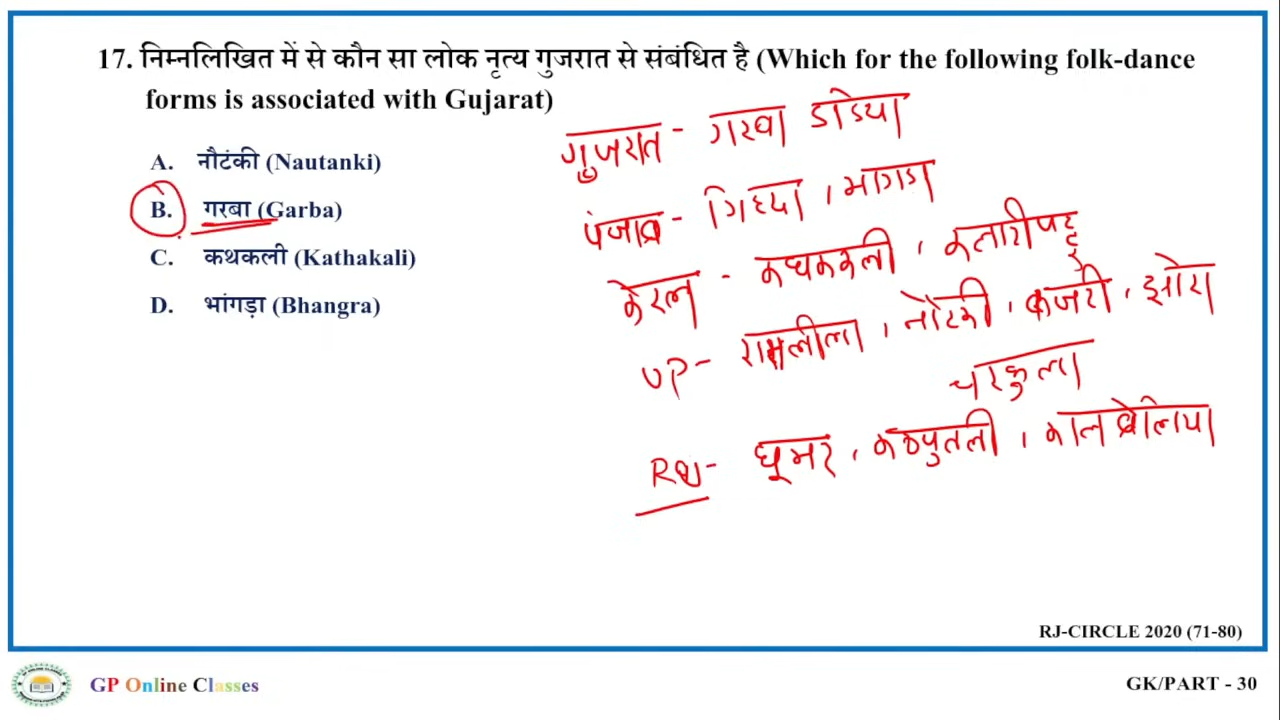 17. निम्नलिखित में से कौन सा लोक नृत्य गुजरात से संबंधित है (Which for the following folk-dance
forms is associated with Gujarat)
A. नौटंकी (Nautanki)
B. गरबा (Garba)
C. कथकली (Kathakali)
D. भांगड़ा (Bhangra)
गुजरात - गरबा डांडिया
पंजाब - गिध्दा, भागडा
केरल - कथकली, कलारीपट्टू
UP - रामलीला, नौटंकी, कजरी, झोरा
चरकुला
Raj - घूमर, कठपुतली, कालबेलिया
RJ-CIRCLE 2020 (71-80)
GP Online Classes
GK/PART - 30